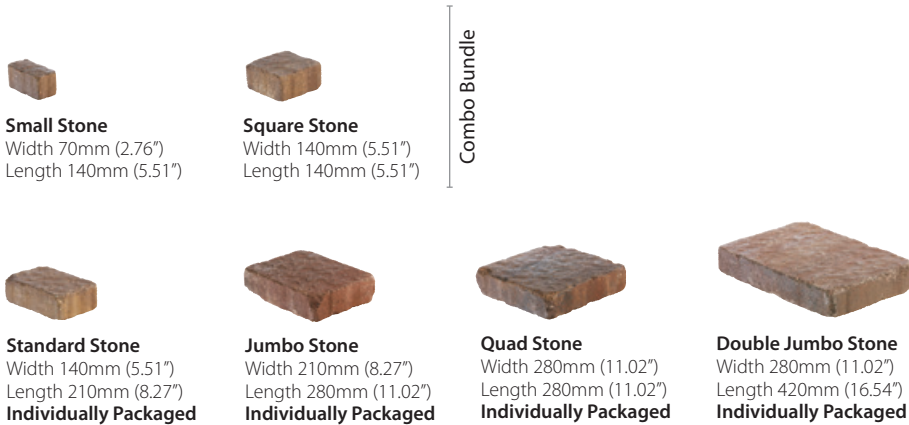 Small Stone
Width 70mm (2.76”)
Length 140mm (5.51”)
Square Stone
Width 140mm (5.51”)
Length 140mm (5.51”)
Combo Bundle
Standard Stone
Width 140mm (5.51”)
Length 210mm (8.27”)
Individually Packaged
Jumbo Stone
Width 210mm (8.27”)
Length 280mm (11.02”)
Individually Packaged
Quad Stone
Width 280mm (11.02”)
Length 280mm (11.02”)
Individually Packaged
Double Jumbo Stone
Width 280mm (11.02”)
Length 420mm (16.54”)
Individually Packaged